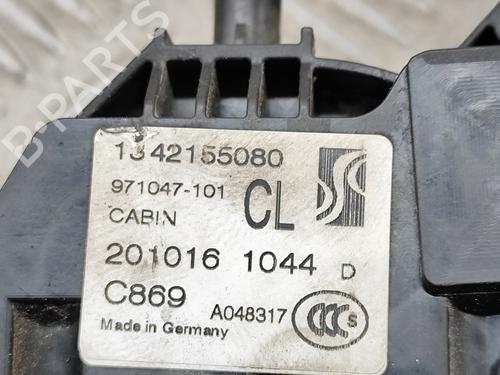 B-PARTS
1342155080
971047-101
CL
CABIN
201016 1044 D
C869
A048317
CCC S
Made in Germany